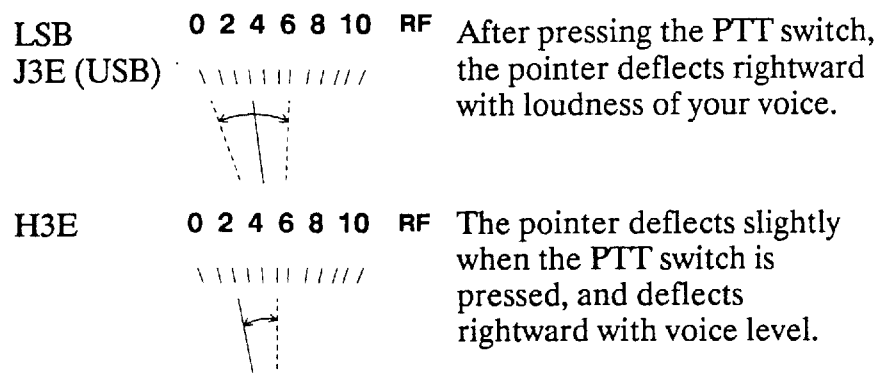 LSB
J3E (USB)
0 2 4 6 8 10 RF
After pressing the PTT switch,
the pointer deflects rightward
with loudness of your voice.
H3E
0 2 4 6 8 10 RF
The pointer deflects slightly
when the PTT switch is
pressed, and deflects
rightward with voice level.